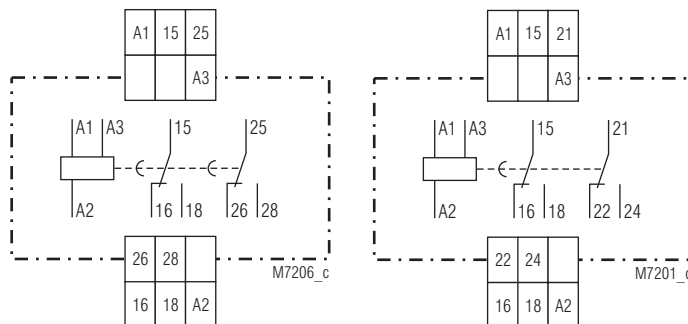 A1 15 25
A3
A1 A3 15 25
A2 16 18 26 28
26 28
M7206_c
16 18 A2
A1 15 21
A3
A1 A3 15 21
A2 16 18 22 24
22 24
M7201_c
16 18 A2